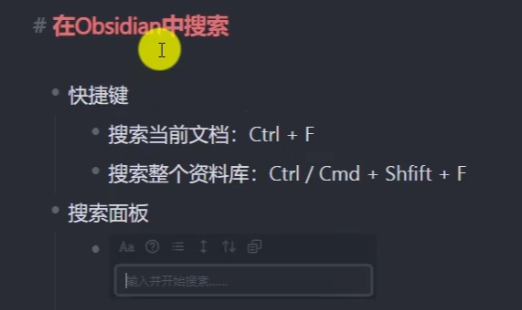 # 在Obsidian中搜索
快捷键
搜索当前文档：Ctrl + F
搜索整个资料库：Ctrl / Cmd + Shfift + F
搜索面板
Aa
输入并开始搜索......